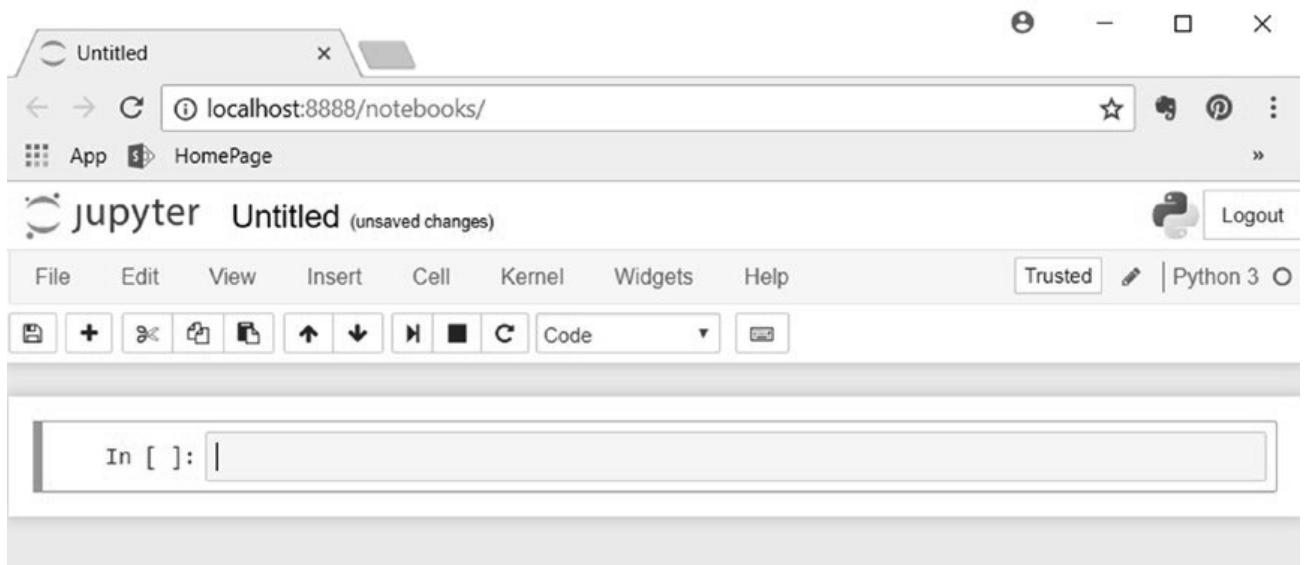 Untitled
localhost:8888/notebooks/
App HomePage
jupyter Untitled (unsaved changes) Logout
File Edit View Insert Cell Kernel Widgets Help Trusted Python 3
Code
In [ ]: